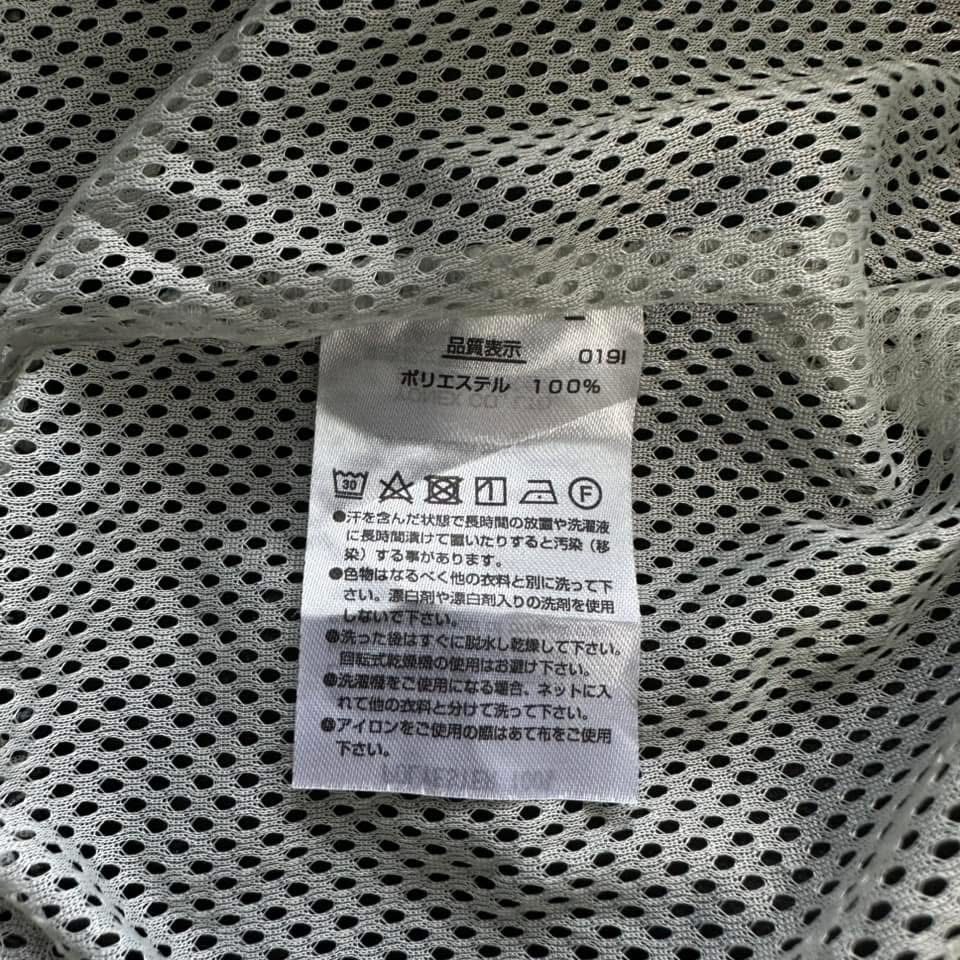 品質表示 0191
ポリエステル 100%
30 F
●汗を含んだ状態で長時間の放置や洗濯液
に長時間漬けて置いたりすると汚染（移
染）する事があります。
●色物はなるべく他の衣料と別に洗って下
さい。漂白剤や漂白剤入りの洗剤を使用
しないで下さい。
●洗った後はすぐに脱水し乾燥して下さい。
回転式乾燥機の使用はお避け下さい。
●洗濯機をご使用になる場合、ネットに入
れて他の衣料と分けて洗って下さい。
●アイロンをご使用の際はあて布をご使用
下さい。